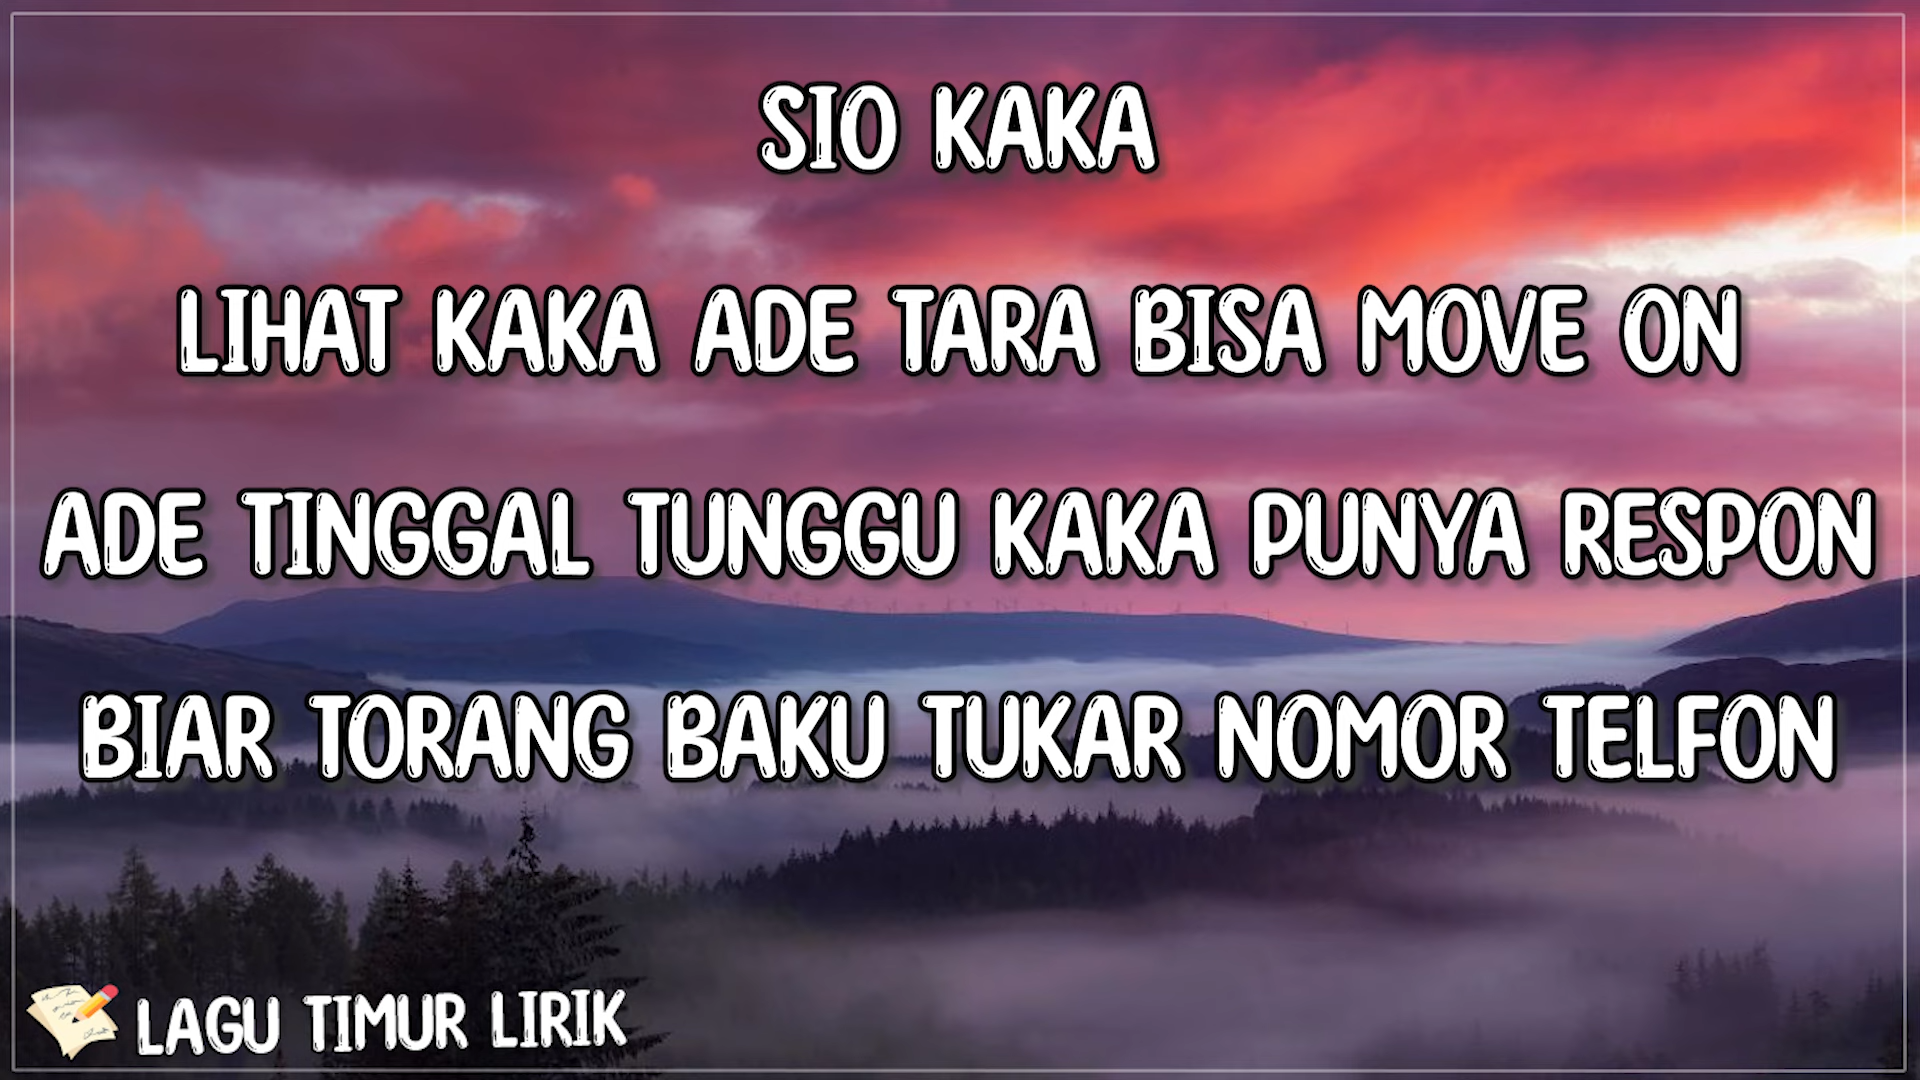 SIO KAKA
LIHAT KAKA ADE TARA BISA MOVE ON
ADE TINGGAL TUNGGU KAKA PUNYA RESPON
BIAR TORANG BAKU TUKAR NOMOR TELFON
LAGU TIMUR LIRIK